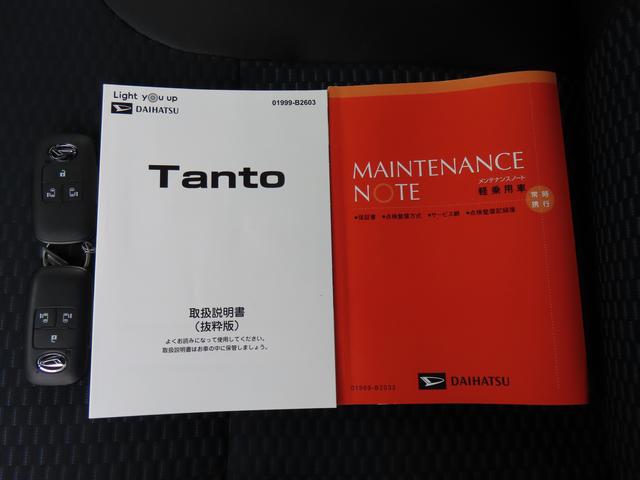 Light you up
DAIHATSU
01999-B2603
Tanto
取扱説明書
（抜粋版）
よくお読みになって使用してください。
取扱説明書はお車の中に保管しましょう。
MAINTENANCE
NOTE
メンテナンスノート
軽乗用車
常時
携行
●保証書 ●点検整備方式 ●サービス網 ●点検整備記録簿
01999-B2033
DAIHATSU